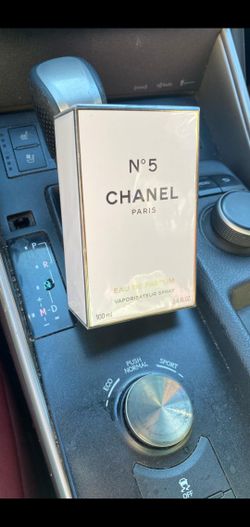 N°5
CHANEL
PARIS
EAU DE PARFUM
VAPORISATEUR SPRAY
100 ml
3.4 FL. OZ.
P
M-D
ECO
PUSH
NORMAL
SPORT
OFF